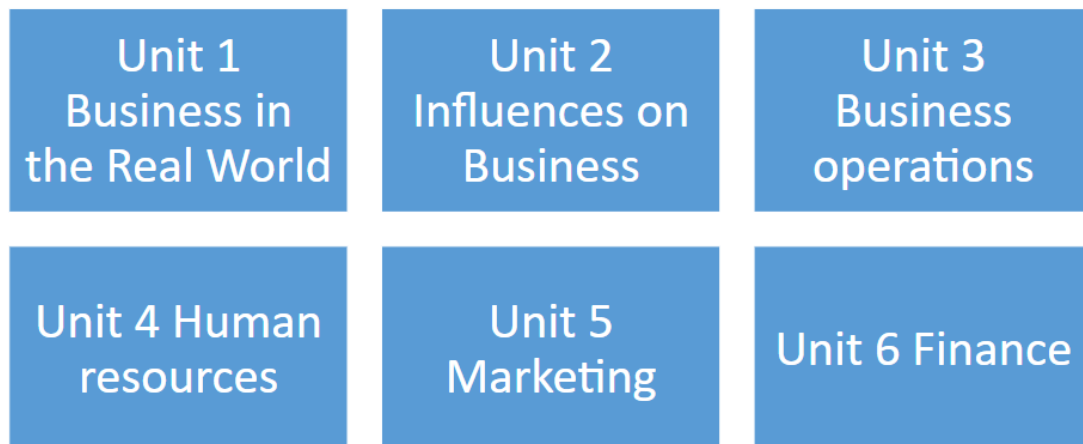 Unit 1
Business in
the Real World
Unit 2
Influences on
Business
Unit 3
Business
operations
Unit 4 Human
resources
Unit 5
Marketing
Unit 6 Finance